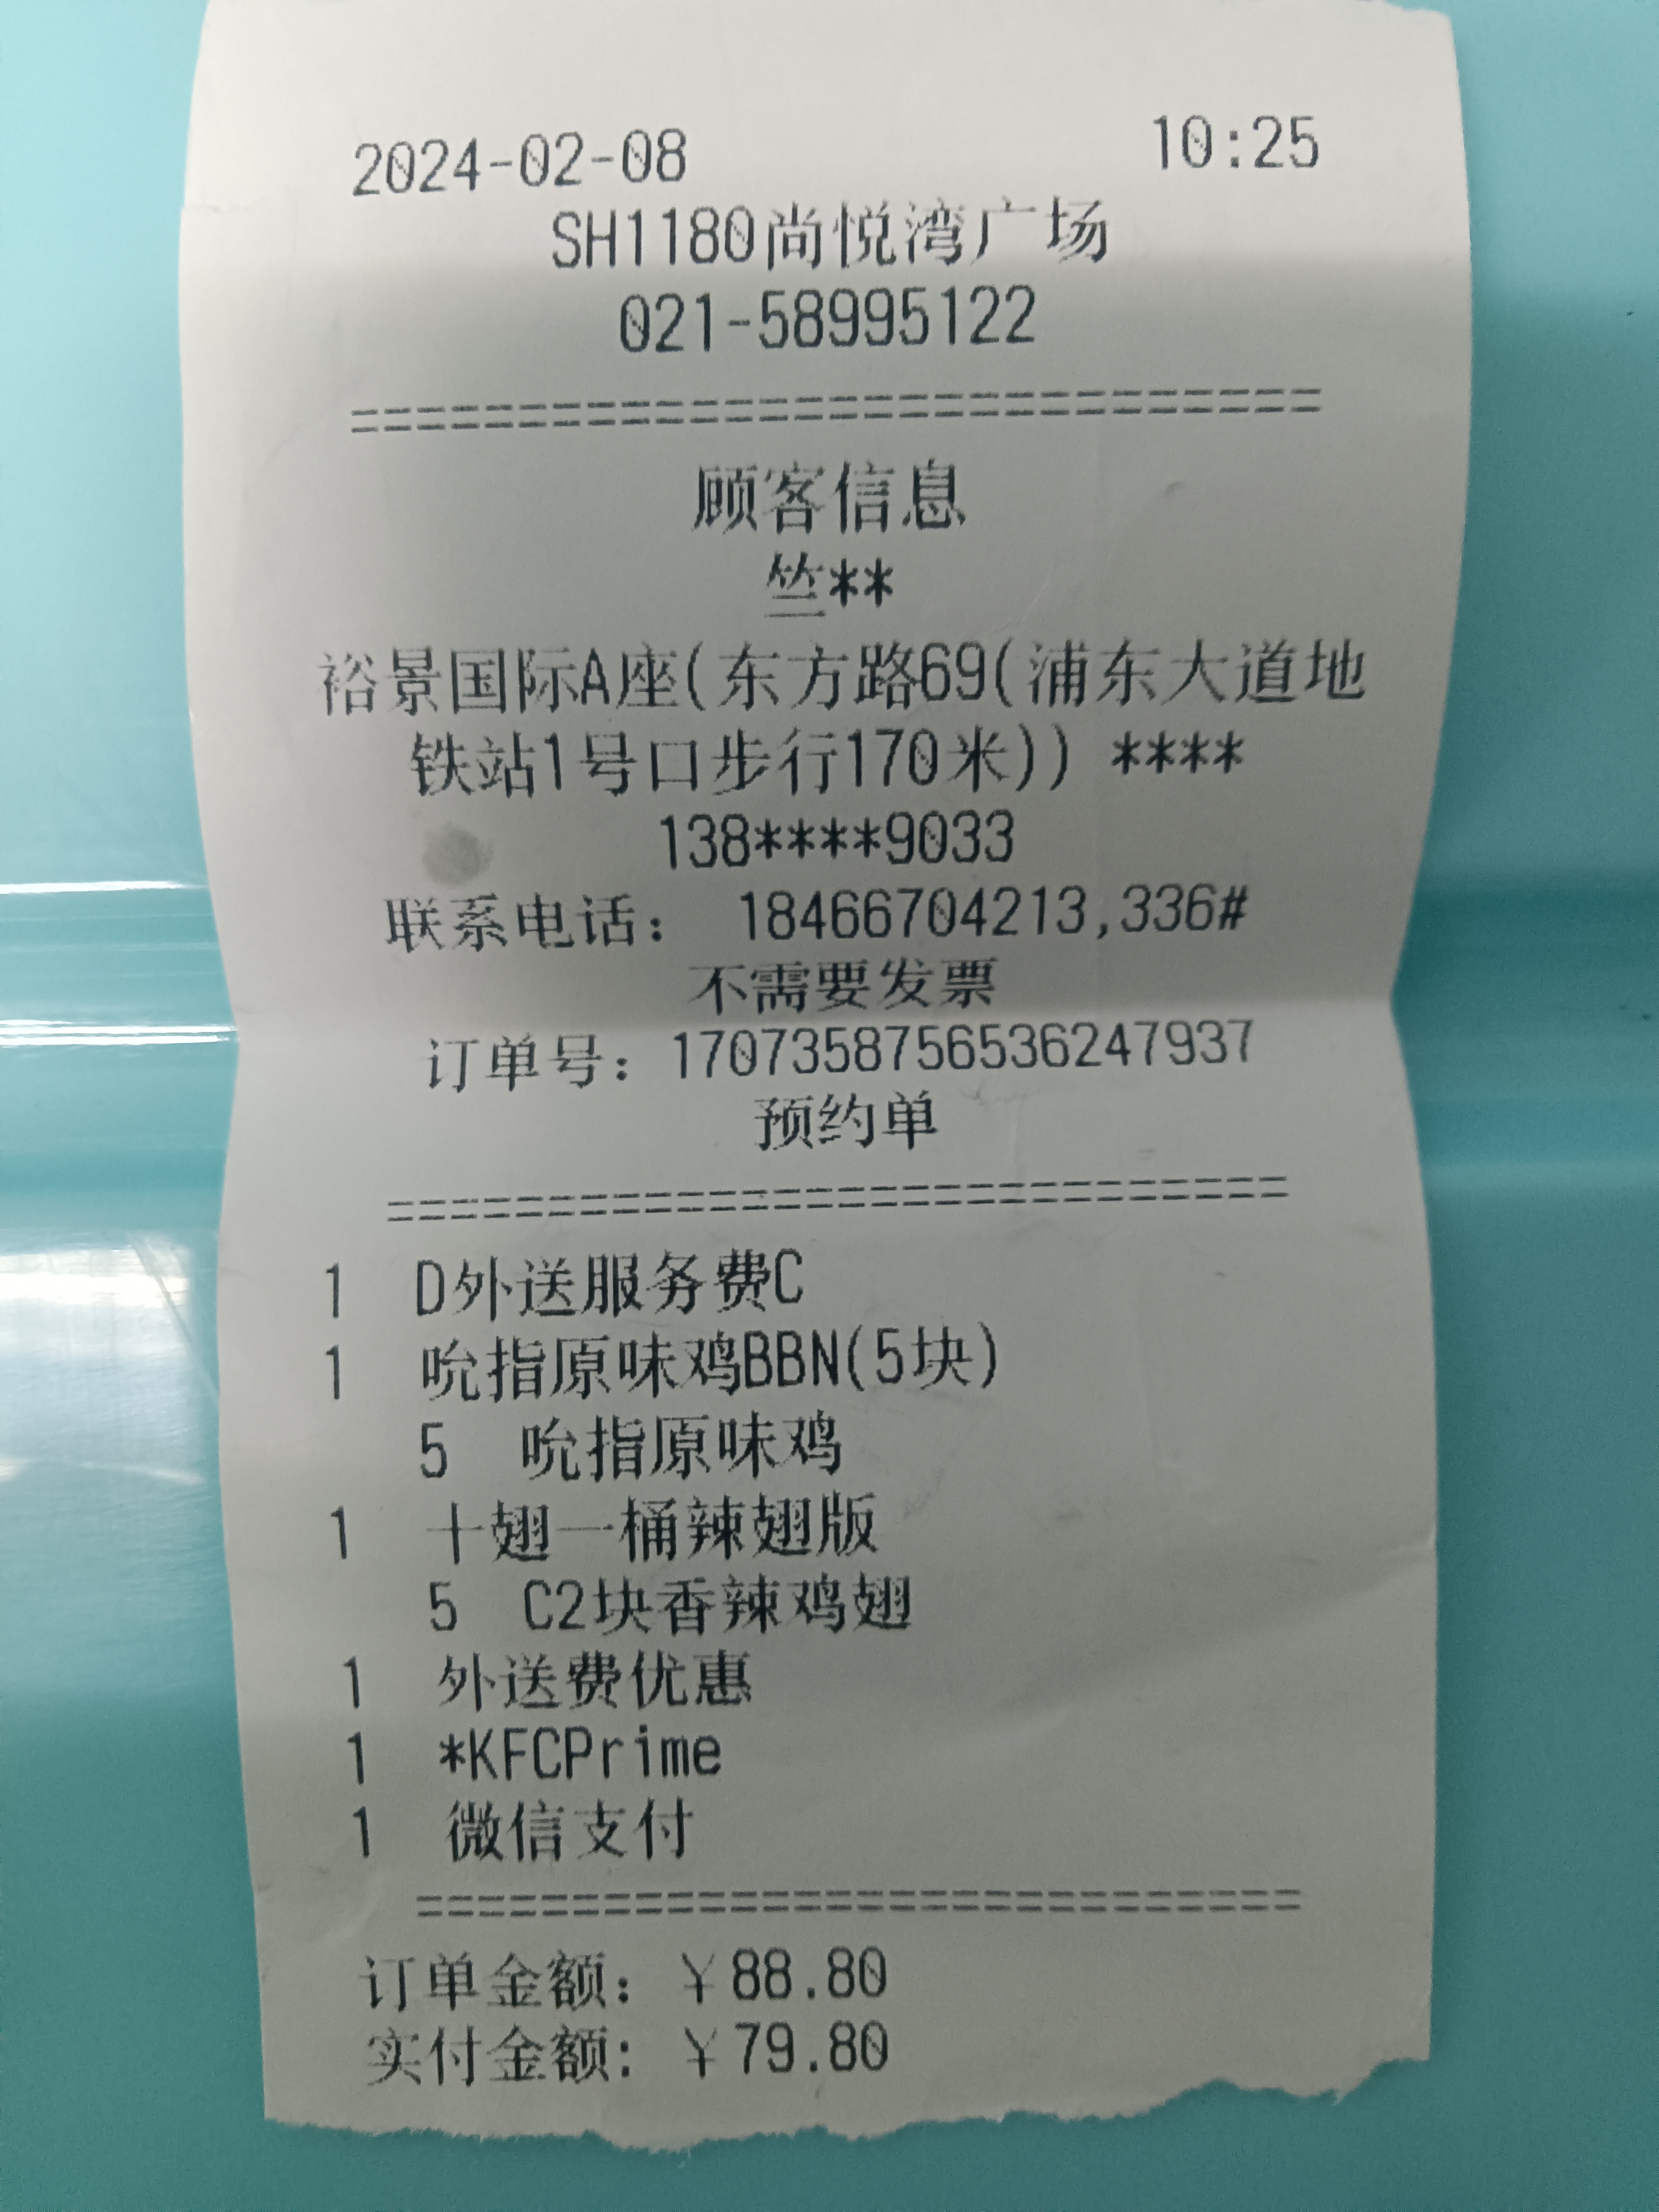 2024-02-08 10:25
SH1180尚悦湾广场
021-58995122
============================
顾客信息
竺**
裕景国际A座(东方路69(浦东大道地
铁站1号口步行170米)) ****
138****9033
联系电话： 18466704213,336#
不需要发票
订单号：1707358756536247937
预约单
============================
1 D外送服务费C
1 吮指原味鸡BBN(5块)
5 吮指原味鸡
1 十翅一桶辣翅版
5 C2块香辣鸡翅
1 外送费优惠
1 *KFCPrime
1 微信支付
============================
订单金额：￥88.80
实付金额：￥79.80